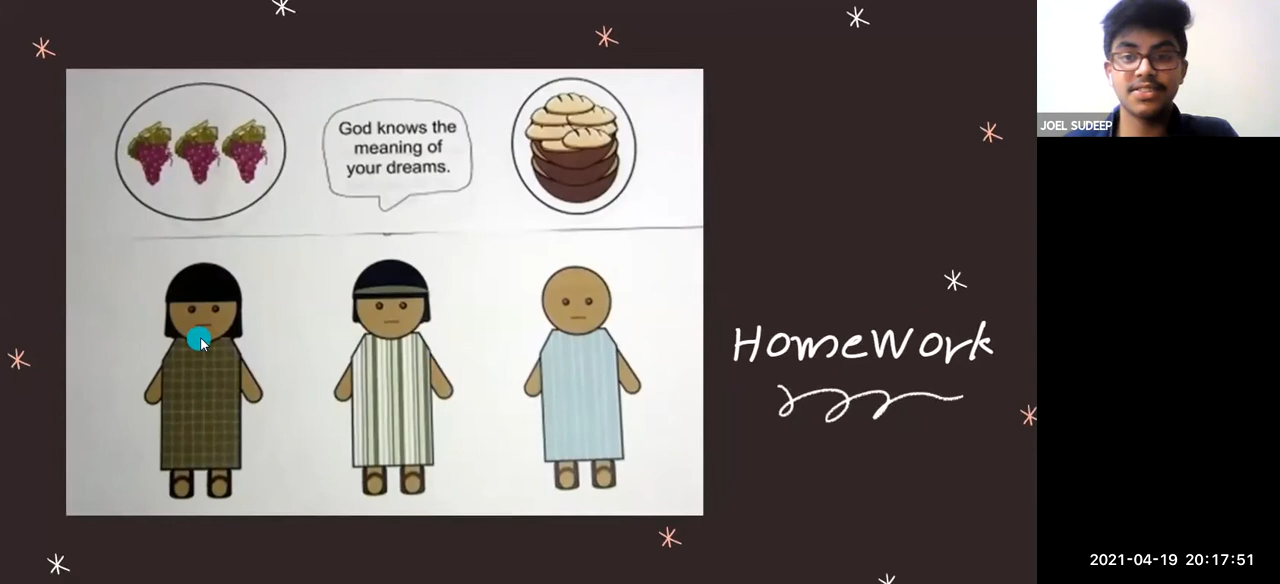 God knows the
meaning of
your dreams.
HomeWork
JOEL SUDEEP
2021-04-19 20:17:51